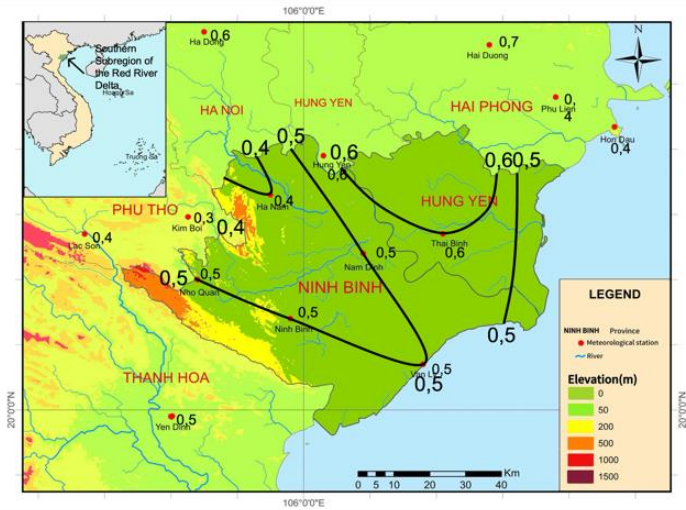 106°0'0"E
Southern
Subregion of
the Red River
Delta
Hoang Sa
Truong Sa
0,6
Ha Dong
0,7
Hai Duong
N
HA NOI
HUNG YEN
HAI PHONG
0,
4
Phu Lien
Hon Dau
0,4
0,4
0,5
0,6
Hung Yen
0,6
0,6
0,5
0,4
Ha Nam
HUNG YEN
PHU THO
0,3
Kim Boi
0,4
0,4
Lac Son
Thai Binh
0,6
0,5
Nam Dinh
0,5
0,5
Nho Quan
NINH BINH
0,5
Ninh Binh
0,5
0,5
0,5
THANH HOA
0,5
Yen Dinh
20°0'0"N
20°0'0"N
LEGEND
NINH BINH Province
Meteorological station
River
Elevation(m)
0
50
200
500
1000
1500
Km
0 5 10 20 30 40
106°0'0"E